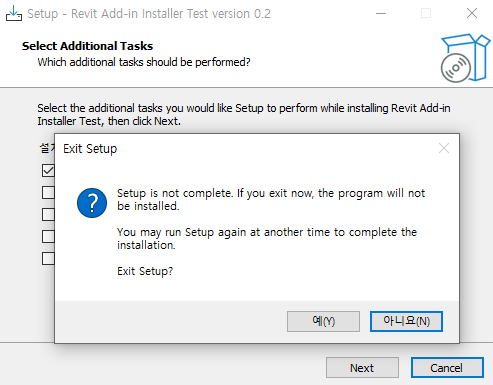 Setup - Revit Add-in Installer Test version 0.2
Select Additional Tasks
Which additional tasks should be performed?
Select the additional tasks you would like Setup to perform while installing Revit Add-in
Installer Test, then click Next.
Exit Setup
Setup is not complete. If you exit now, the program will not
be installed.
You may run Setup again at another time to complete the
installation.
Exit Setup?
예(Y)
아니요(N)
Next
Cancel